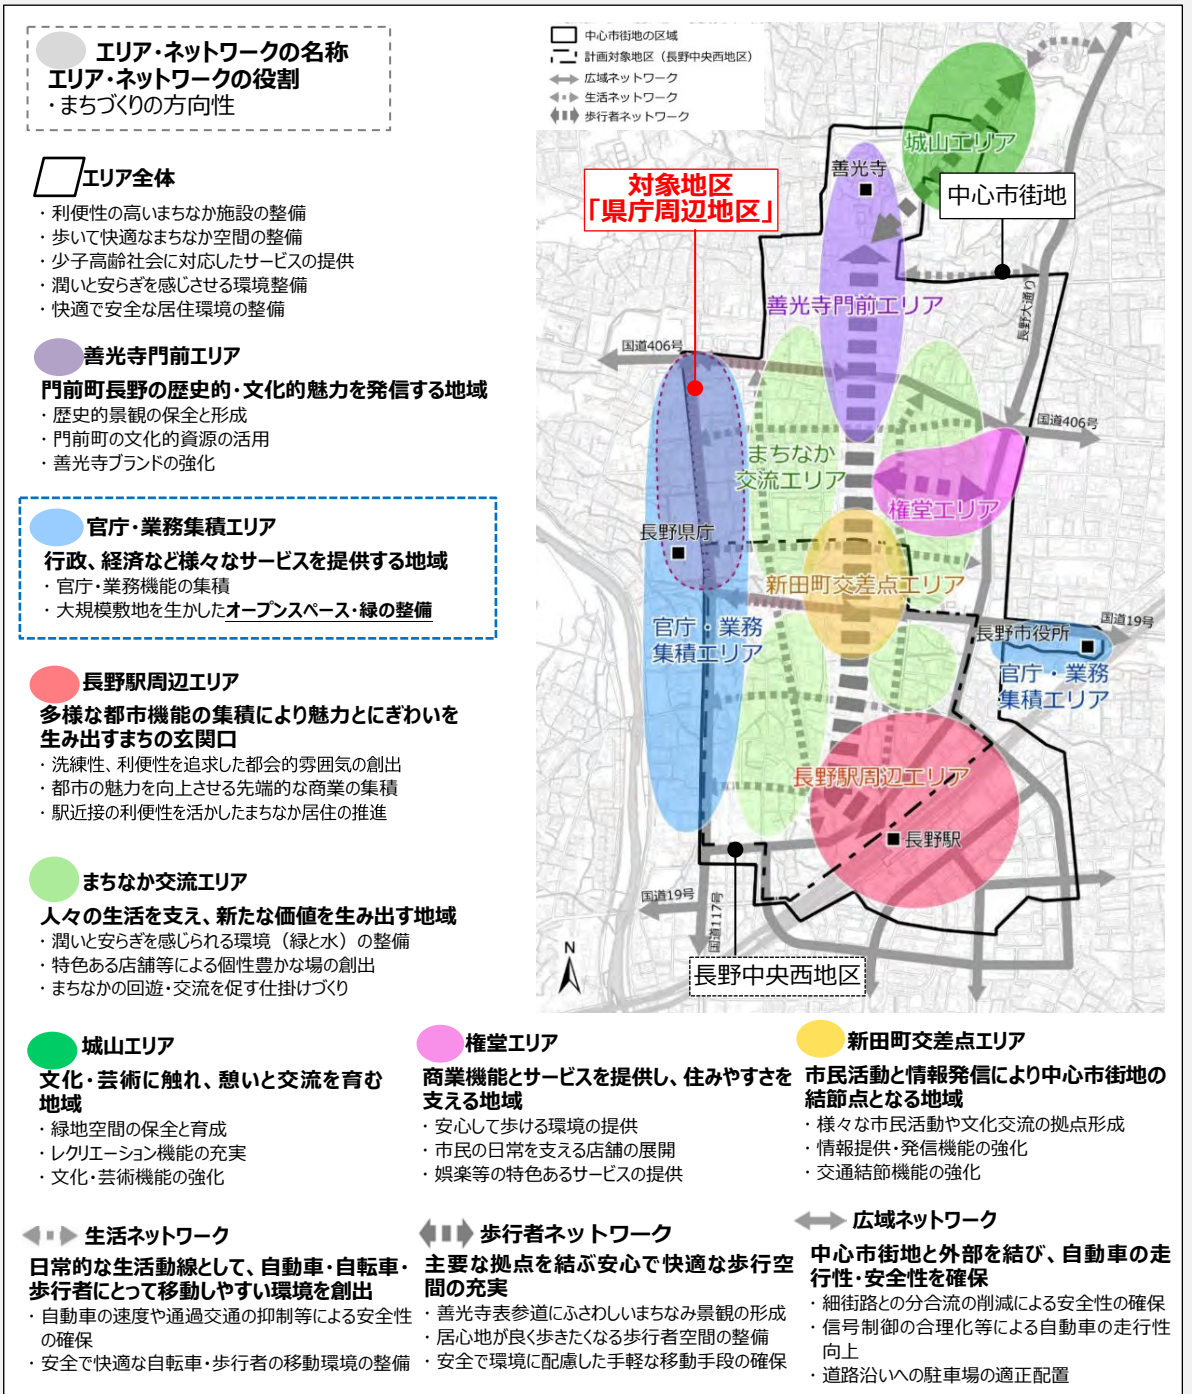 エリア・ネットワークの名称
エリア・ネットワークの役割
・まちづくりの方向性
エリア全体
・利便性の高いまちなか施設の整備
・歩いて快適なまちなか空間の整備
・少子高齢社会に対応したサービスの提供
・潤いと安らぎを感じさせる環境整備
・快適で安全な居住環境の整備
善光寺門前エリア
門前町長野の歴史的・文化的魅力を発信する地域
・歴史的景観の保全と形成
・門前町の文化的資源の活用
・善光寺ブランドの強化
官庁・業務集積エリア
行政、経済など様々なサービスを提供する地域
・官庁・業務機能の集積
・大規模敷地を生かしたオープンスペース・緑の整備
長野駅周辺エリア
多様な都市機能の集積により魅力とにぎわいを
生み出すまちの玄関口
・洗練性、利便性を追求した都会的雰囲気の創出
・都市の魅力を向上させる先端的な商業の集積
・駅近接の利便性を活かしたまちなか居住の推進
まちなか交流エリア
人々の生活を支え、新たな価値を生み出す地域
・潤いと安らぎを感じられる環境（緑と水）の整備
・特色ある店舗等による個性豊かな場の創出
・まちなかの回遊・交流を促す仕掛けづくり
中心市街地の区域
計画対象地区（長野中央西地区）
広域ネットワーク
生活ネットワーク
歩行者ネットワーク
城山エリア
善光寺
対象地区
「県庁周辺地区」
中心市街地
長野大通り
善光寺門前エリア
国道406号
国道406号
まちなか
交流エリア
権堂エリア
長野県庁
新田町交差点エリア
国道19号
官庁・業務
集積エリア
長野市役所
官庁・業務
集積エリア
長野駅周辺エリア
長野駅
国道19号
国道117号
N
長野中央西地区
城山エリア
文化・芸術に触れ、憩いと交流を育む
地域
・緑地空間の保全と育成
・レクリエーション機能の充実
・文化・芸術機能の強化
権堂エリア
商業機能とサービスを提供し、住みやすさを
支える地域
・安心して歩ける環境の提供
・市民の日常を支える店舗の展開
・娯楽等の特色あるサービスの提供
新田町交差点エリア
市民活動と情報発信により中心市街地の
結節点となる地域
・様々な市民活動や文化交流の拠点形成
・情報提供・発信機能の強化
・交通結節機能の強化
生活ネットワーク
日常的な生活動線として、自動車・自転車・
歩行者にとって移動しやすい環境を創出
・自動車の速度や通過交通の抑制等による安全性
の確保
・安全で快適な自転車・歩行者の移動環境の整備
歩行者ネットワーク
主要な拠点を結ぶ安心で快適な歩行空
間の充実
・善光寺表参道にふさわしいまちなみ景観の形成
・居心地が良く歩きたくなる歩行者空間の整備
・安全で環境に配慮した手軽な移動手段の確保
広域ネットワーク
中心市街地と外部を結び、自動車の走
行性・安全性を確保
・細街路との分合流の削減による安全性の確保
・信号制御の合理化等による自動車の走行性
向上
・道路沿いへの駐車場の適正配置